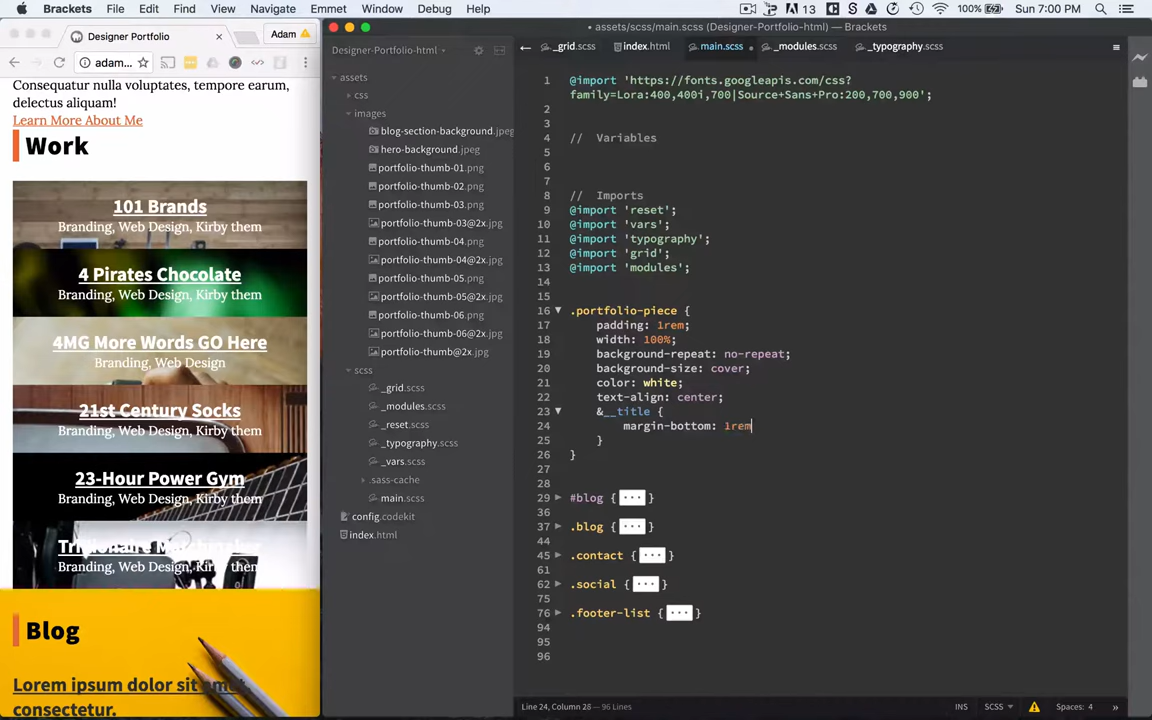 Brackets File Edit Find View Navigate Emmet Window Debug Help
13 100% Sun 7:00 PM
Designer Portfolio
Adam
adam...
Consequatur nulla voluptates, tempore earum,
delectus aliquam!
Learn More About Me
Work
101 Brands
Branding, Web Design, Kirby them
4 Pirates Chocolate
Branding, Web Design, Kirby them
4MG More Words GO Here
Branding, Web Design
21st Century Socks
Branding, Web Design, Kirby them
23-Hour Power Gym
Branding, Web Design, Kirby them
Trillionaire Matchmaker
Branding, Web Design, Kirby them
Blog
Lorem ipsum dolor sit amet,
consectetur.
• assets/scss/main.scss (Designer-Portfolio-html) — Brackets
Designer-Portfolio-html
assets
css
images
blog-section-background.jpeg
hero-background.jpeg
portfolio-thumb-01.png
portfolio-thumb-02.png
portfolio-thumb-03.png
portfolio-thumb-03@2x.jpg
portfolio-thumb-04.png
portfolio-thumb-04@2x.jpg
portfolio-thumb-05.png
portfolio-thumb-05@2x.jpg
portfolio-thumb-06.png
portfolio-thumb-06@2x.jpg
portfolio-thumb@2x.jpg
scss
_grid.scss
_modules.scss
_reset.scss
_typography.scss
_vars.scss
.sass-cache
main.scss
config.codekit
index.html
_grid.scss index.html main.scss _modules.scss _typography.scss
1 @import 'https://fonts.googleapis.com/css?
family=Lora:400,400i,700|Source+Sans+Pro:200,700,900';
2
3
4 // Variables
5
6
7
8 // Imports
9 @import 'reset';
10 @import 'vars';
11 @import 'typography';
12 @import 'grid';
13 @import 'modules';
14
15
16 .portfolio-piece {
17 padding: 1rem;
18 width: 100%;
19 background-repeat: no-repeat;
20 background-size: cover;
21 color: white;
22 text-align: center;
23 &__title {
24 margin-bottom: 1rem
25 }
26 }
27
28
29 #blog { ... }
36
37 .blog { ... }
44
45 .contact { ... }
61
62 .social { ... }
75
76 .footer-list { ... }
94
95
96
Line 24, Column 28 — 96 Lines
INS SCSS Spaces: 4